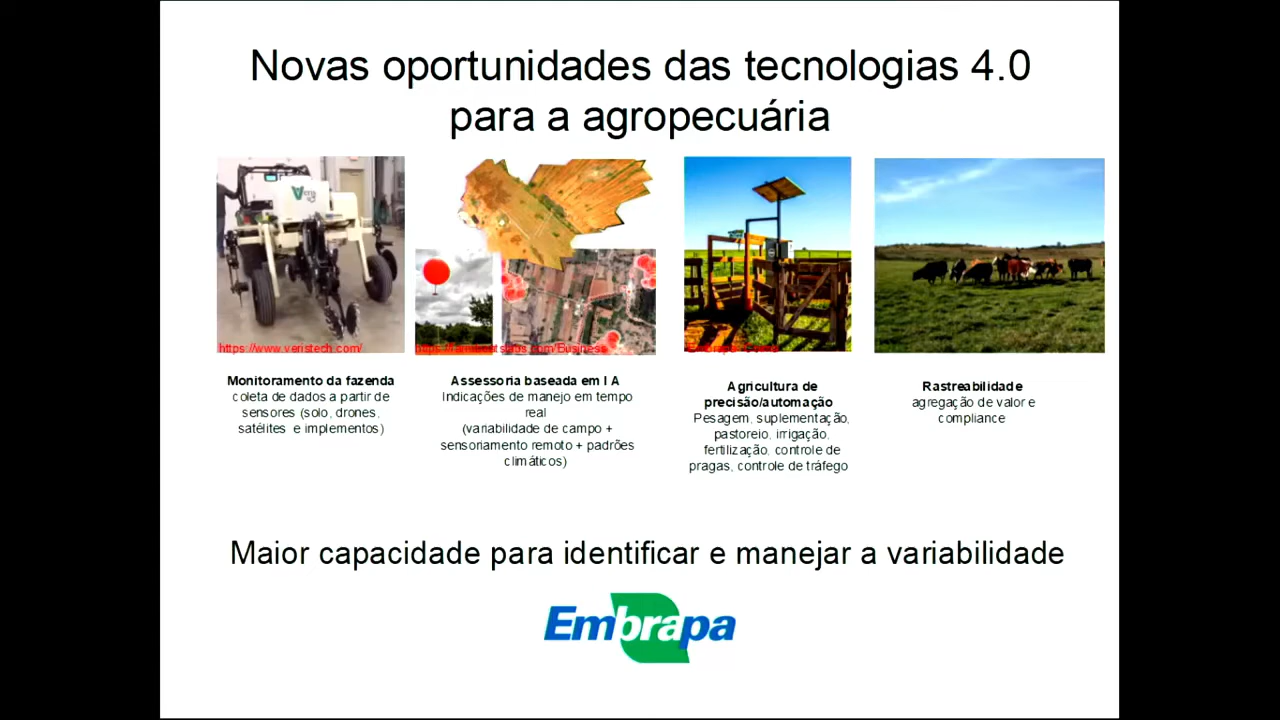 Novas oportunidades das tecnologias 4.0
para a agropecuária
https://www.veristech.com/
Monitoramento da fazenda
coleta de dados a partir de
sensores (solo, drones,
satélites e implementos)
Assessoria baseada em I A
Indicações de manejo em tempo
real
(variabilidade de campo +
sensoriamento remoto + padrões
climáticos)
Agricultura de
precisão/automação
Pesagem, suplementação,
pastoreio, irrigação,
fertilização, controle de
pragas, controle de tráfego
Rastreabilidade
agregação de valor e
compliance
Maior capacidade para identificar e manejar a variabilidade
Embrapa